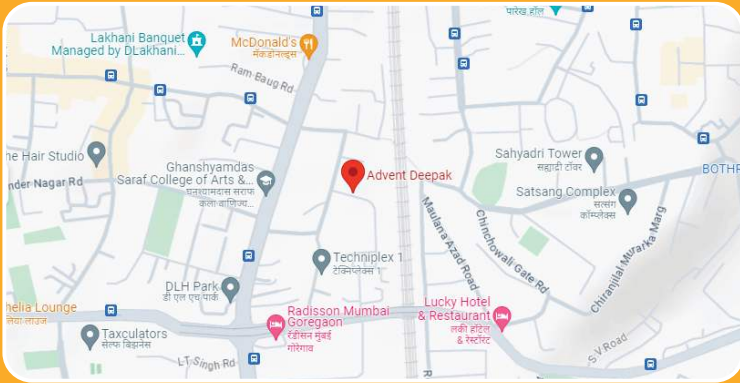 पारेख हॉल
Lakhani Banquet
Managed by DLakhani...
McDonald's
मॅकडोनल्ड्स
Ram Baug Rd
he Hair Studio
nder Nagar Rd
Ghanshyamdas
Saraf College of Arts &...
घनश्यामदास सराफ
कला वाणिज्य...
Advent Deepak
Sahyadri Tower
सह्याद्री टॉवर
BOTHR
Satsang Complex
सत्संग
कॉम्प्लेक्स
Maulana Azad Road
Chinchowali Gate Rd
Chiranjilal Murarka Marg
Techniplex 1
टेक्निप्लेक्स 1
DLH Park
डी एल एच पार्क
helia Lounge
Radisson Mumbai
Goregaon
रॅडीसन मुंबई
गोरेगाव
Lucky Hotel
& Restaurant
लकी हॉटेल
& रेस्टॉरंट
Taxculators
सेल्फ बिझनेस
LT Singh Rd
S V Road
R